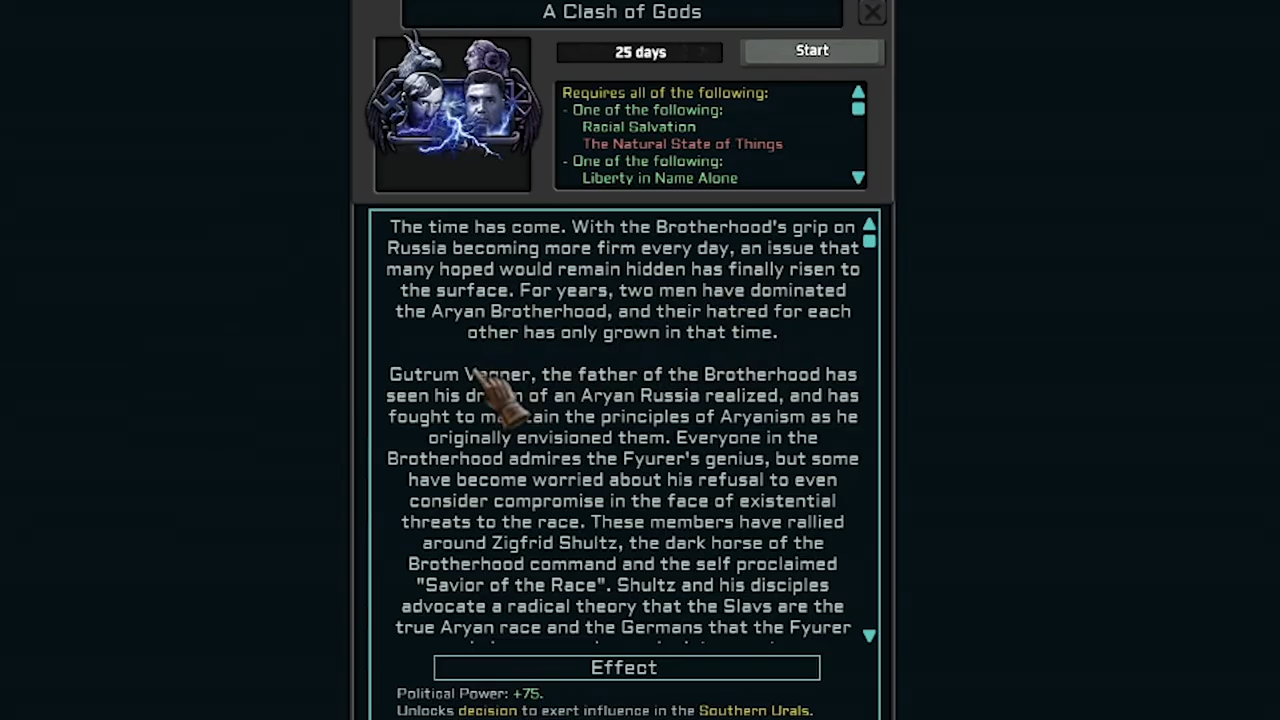 A Clash of Gods
25 days
Start
Requires all of the following:
- One of the following:
Racial Salvation
The Natural State of Things
- One of the following:
Liberty in Name Alone
The time has come. With the Brotherhood's grip on
Russia becoming more firm every day, an issue that
many hoped would remain hidden has finally risen to
the surface. For years, two men have dominated
the Aryan Brotherhood, and their hatred for each
other has only grown in that time.
Gutrum Vagner, the father of the Brotherhood has
seen his of an Aryan Russia realized, and has
fought to the principles of Aryanism as he
originally envisioned them. Everyone in the
Brotherhood admires the Fyurer's genius, but some
have become worried about his refusal to even
consider compromise in the face of existential
threats to the race. These members have rallied
around Zigfrid Shultz, the dark horse of the
Brotherhood command and the self proclaimed
"Savior of the Race". Shultz and his disciples
advocate a radical theory that the Slavs are the
true Aryan race and the Germans that the Fyurer
Effect
Political Power: +75.
Unlocks decision to exert influence in the Southern Urals.